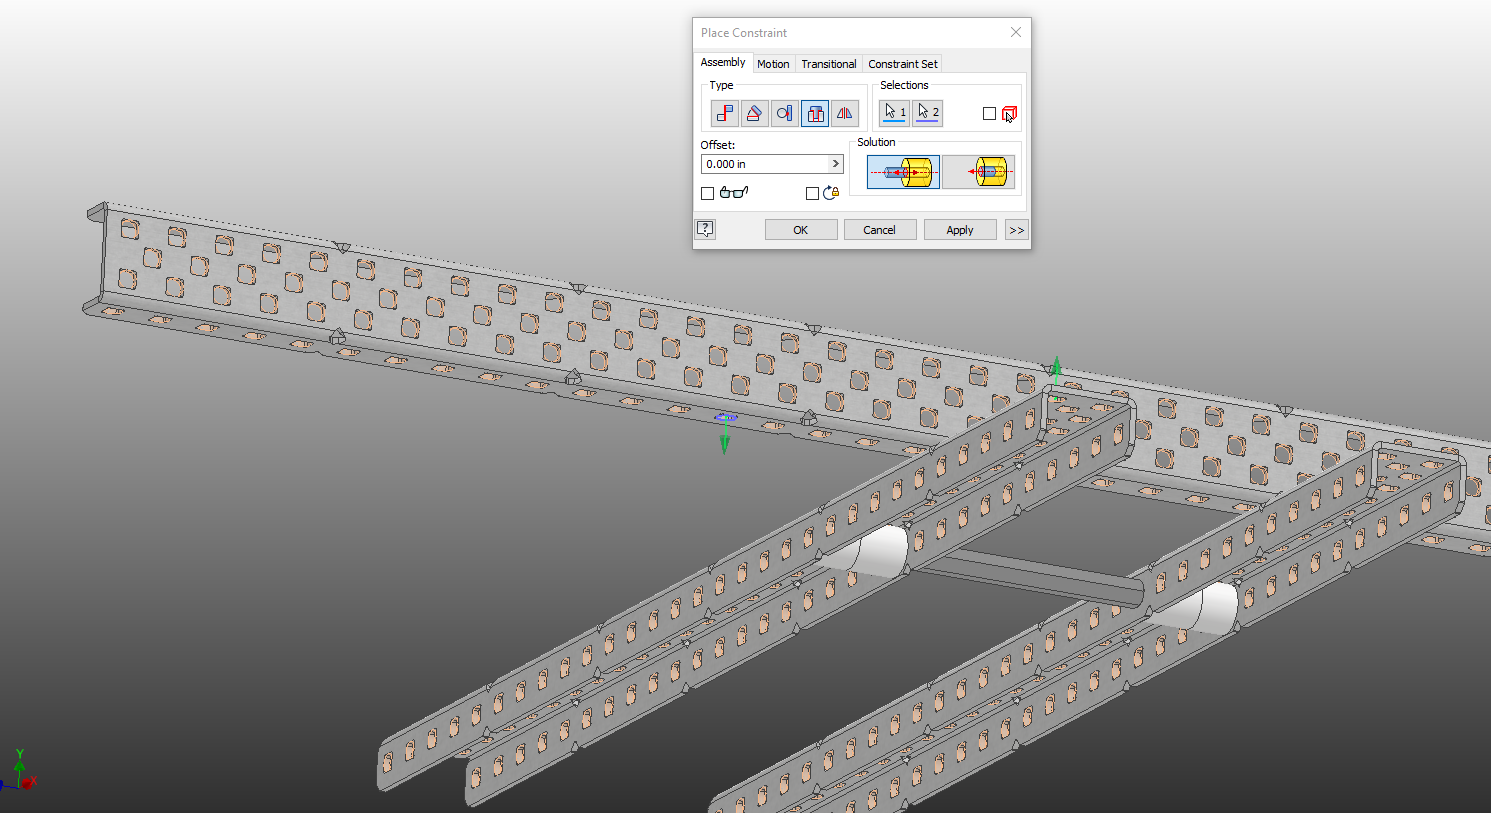 Place Constraint
Assembly Motion Transitional Constraint Set
Type
Selections
1 2
Offset:
0.000 in >
Solution
?
OK Cancel Apply >>
Y
X